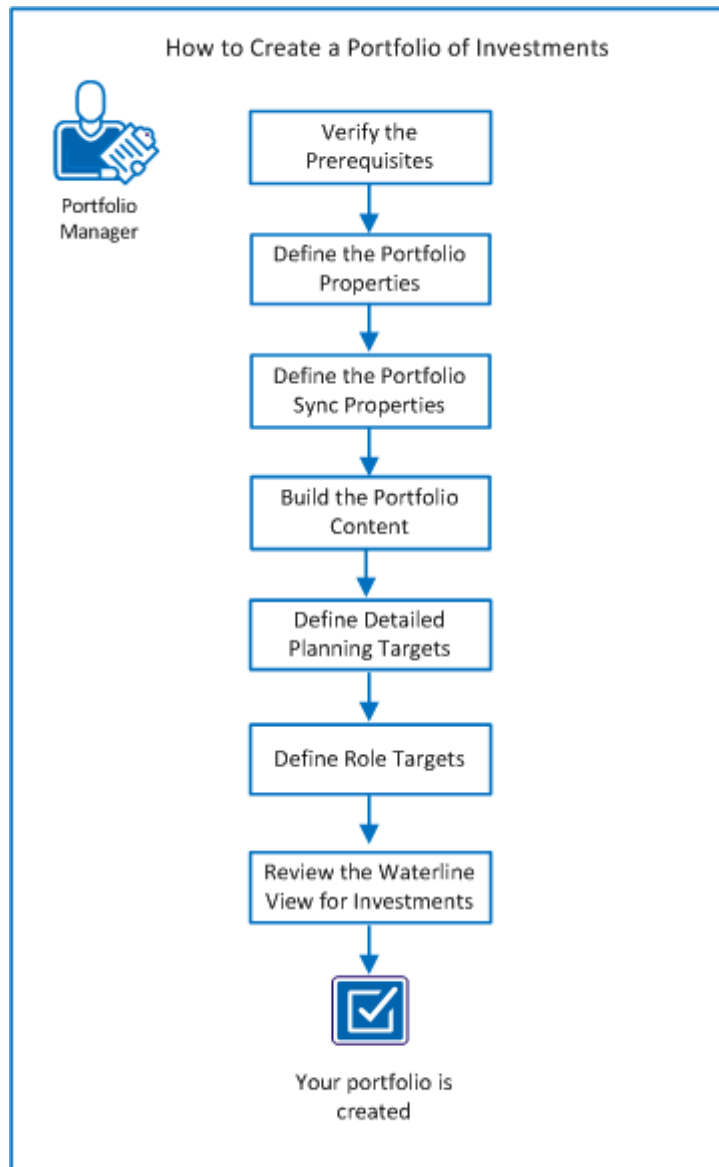 How to Create a Portfolio of Investments
Portfolio
Manager
Verify the
Prerequisites
Define the Portfolio
Properties
Define the Portfolio
Sync Properties
Build the Portfolio
Content
Define Detailed
Planning Targets
Define Role Targets
Review the Waterline
View for Investments
Your portfolio is
created